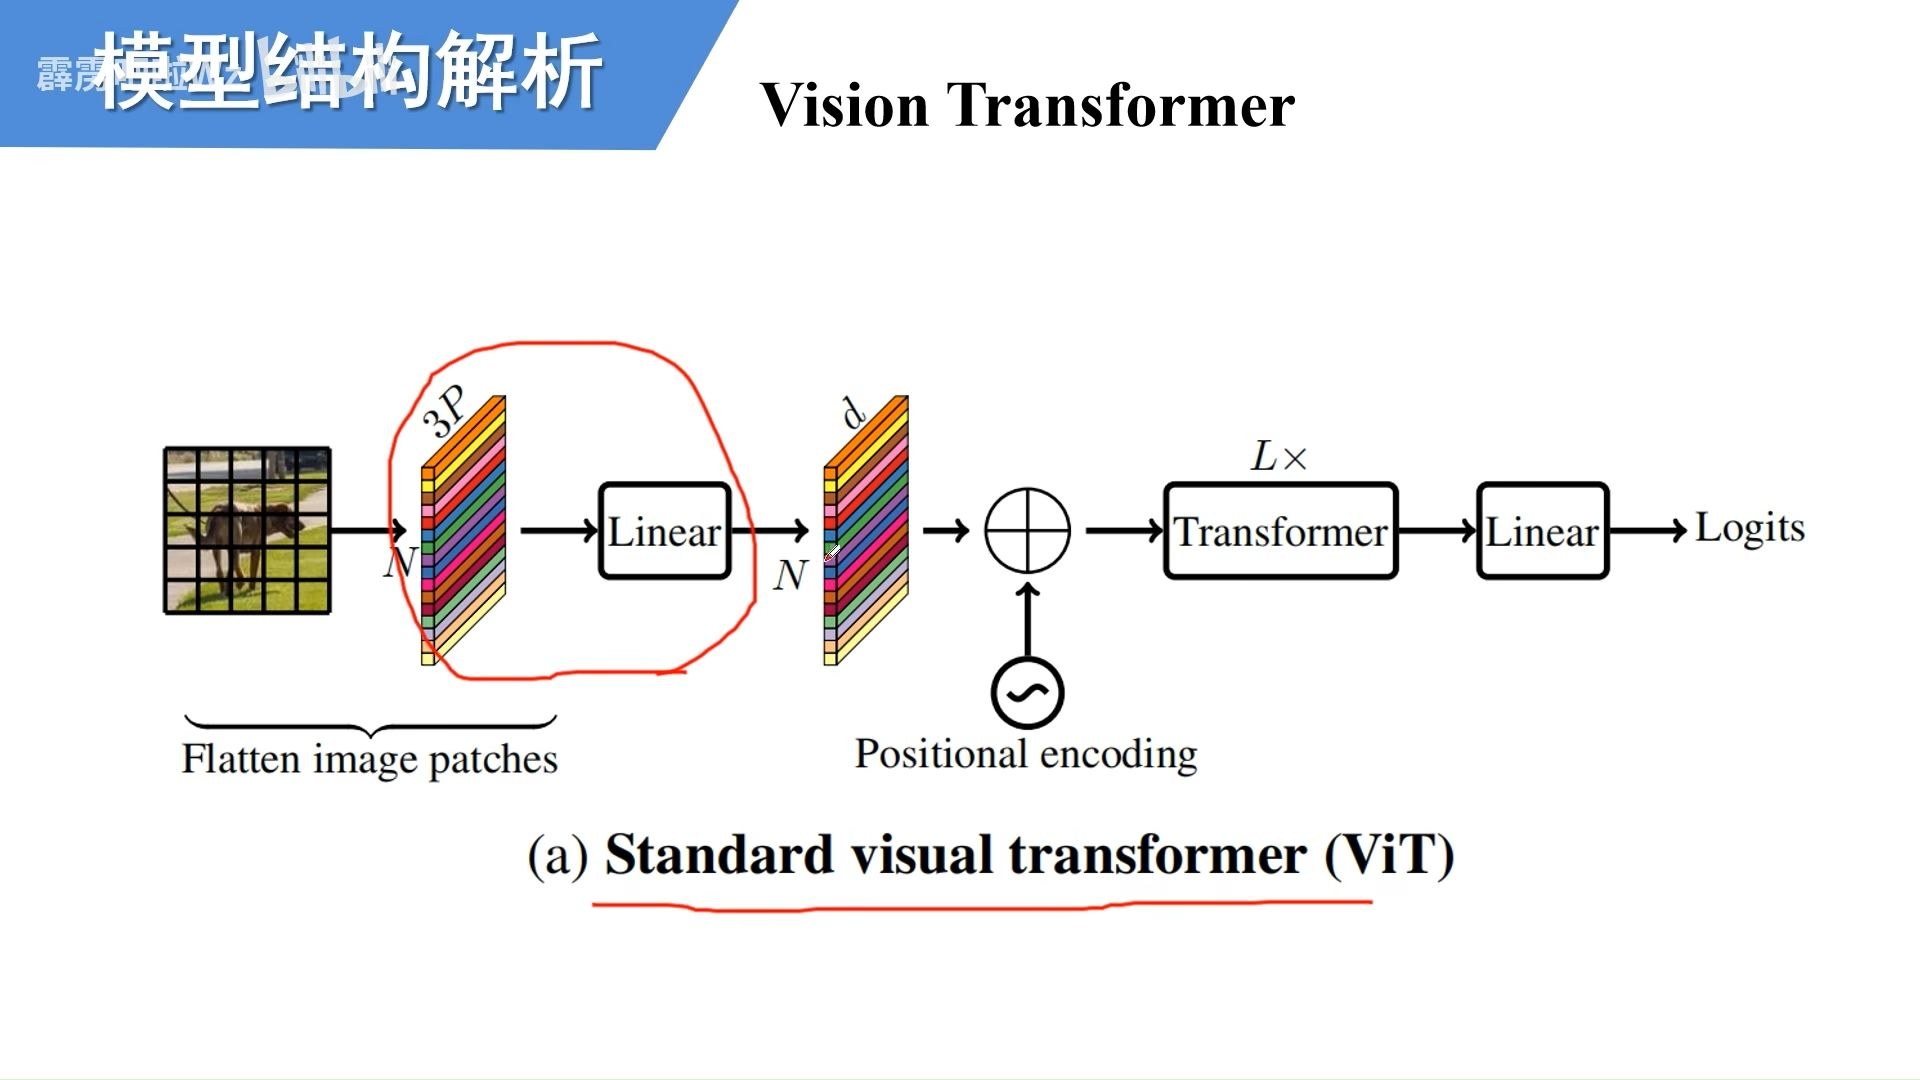 模型结构解析
Vision Transformer
3P
d
L×
N
Linear
N
Transformer
Linear
Logits
Flatten image patches
Positional encoding
(a) Standard visual transformer (ViT)